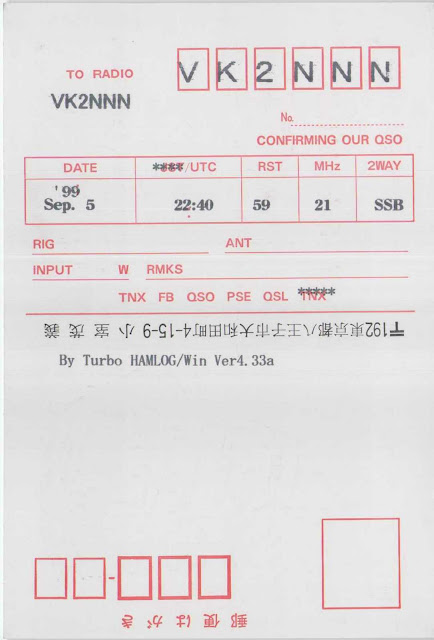 TO RADIO
VK2NNN
VK2NNN
No.
CONFIRMING OUR QSO
DATE ****/UTC RST MHz 2WAY
'99
Sep. 5 22:40 59 21 SSB
RIG ANT
INPUT W RMKS
TNX FB QSO PSE QSL *****
〒192東京都八王子市大和田町4-15-9 小 室 茂 義
By Turbo HAMLOG/Win Ver4.33a
郵便はがき